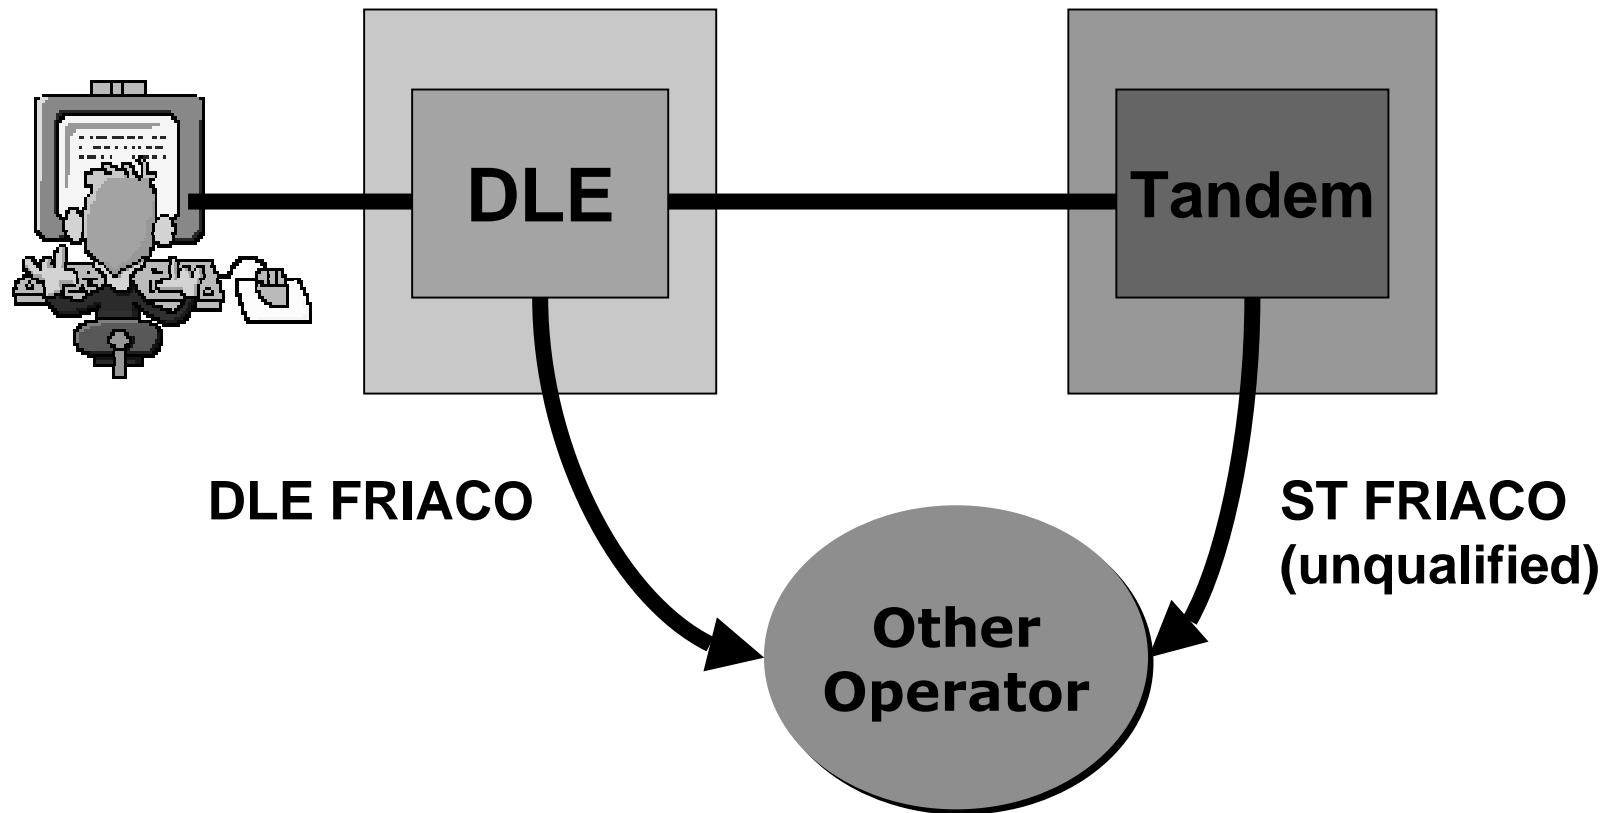 DLE
Tandem
DLE FRIACO
ST FRIACO
(unqualified)
Other
Operator